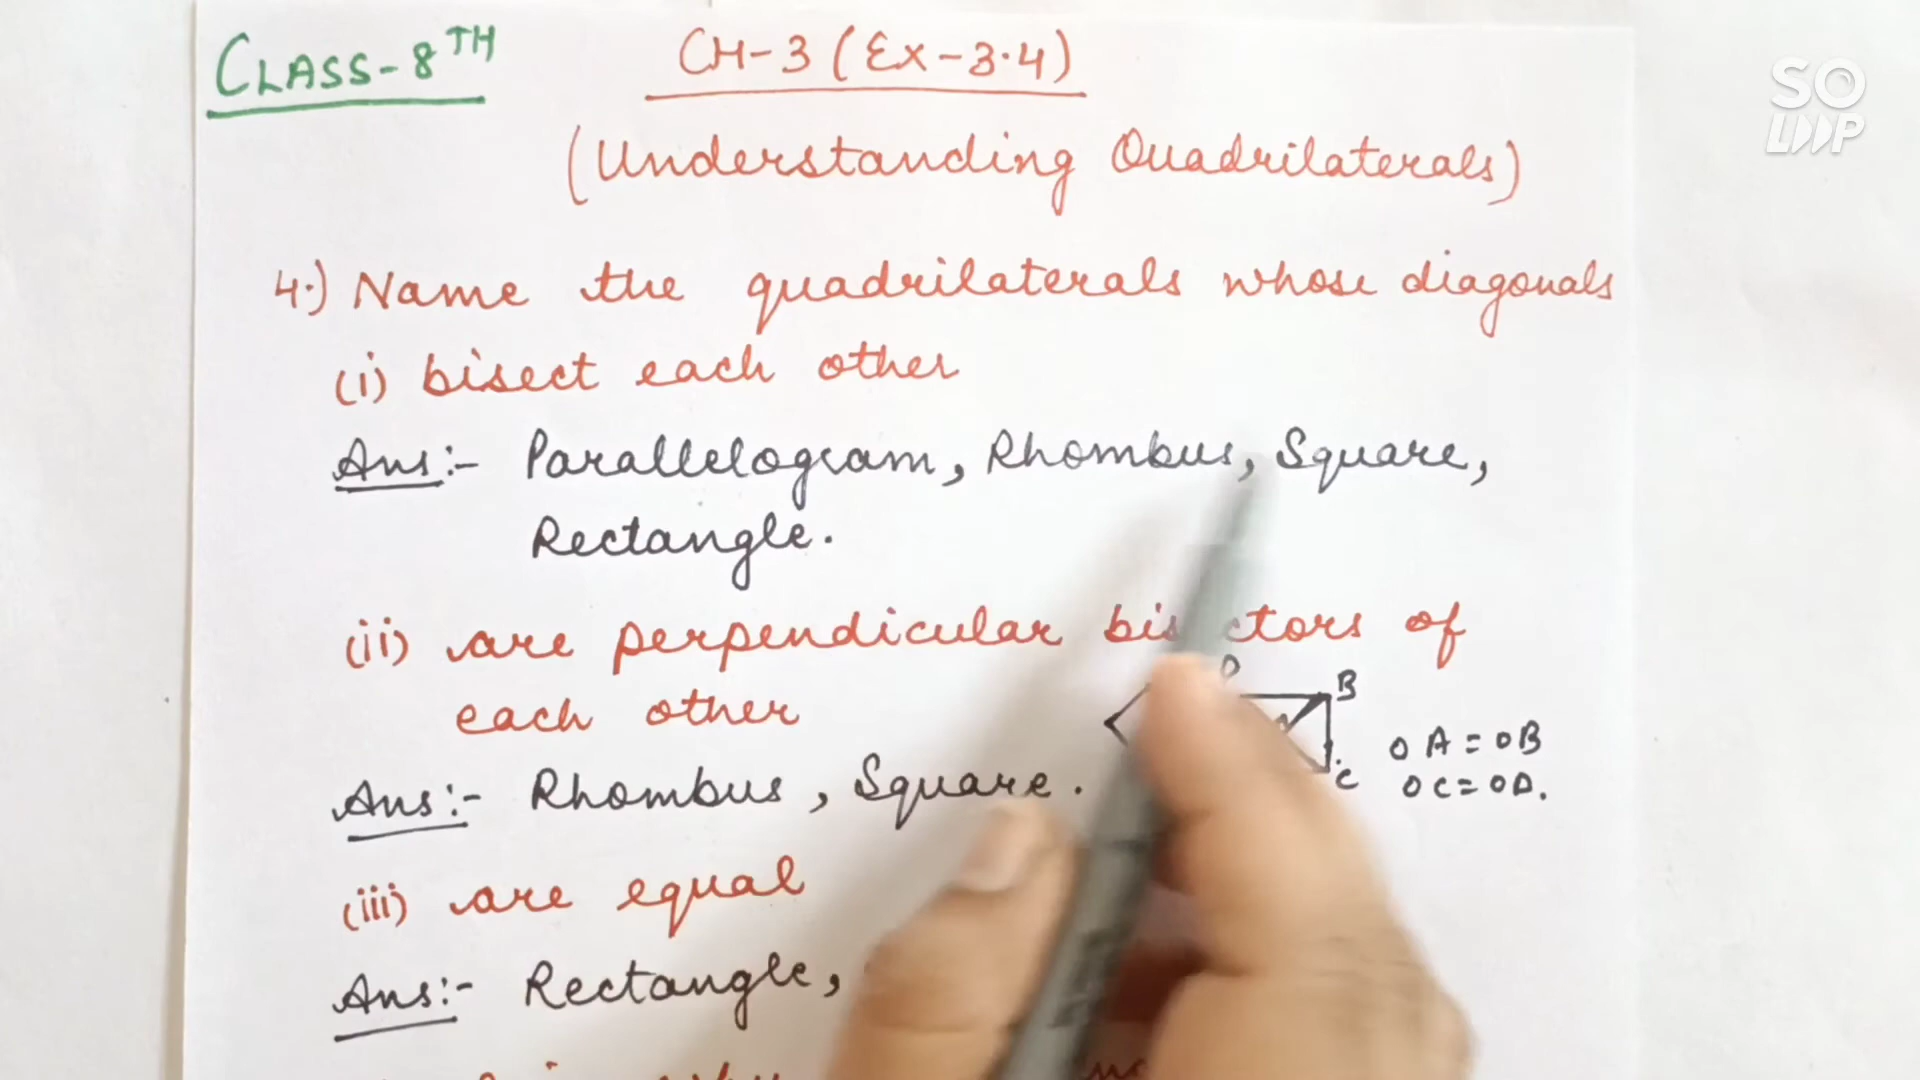 CLASS-8TH
CH-3 (Ex-3.4)
(Understanding Quadrilaterals)
SO
LOOP
4.) Name the quadrilaterals whose diagonals
(i) bisect each other
Ans:- Parallelogram, Rhombus, Square,
Rectangle.
(ii) are perpendicular of
each other
B
C
OA = OB
OC = OD.
Ans:- Rhombus, Square.
(iii) are equal
Ans:- Rectangle,